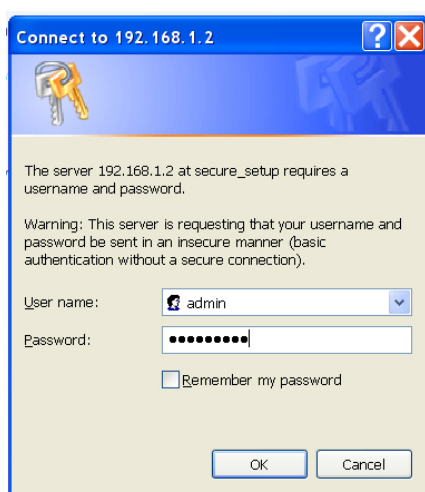 Connect to 192.168.1.2
The server 192.168.1.2 at secure_setup requires a
username and password.
Warning: This server is requesting that your username and
password be sent in an insecure manner (basic
authentication without a secure connection).
User name: admin
Password: •••••••••
Remember my password
OK Cancel